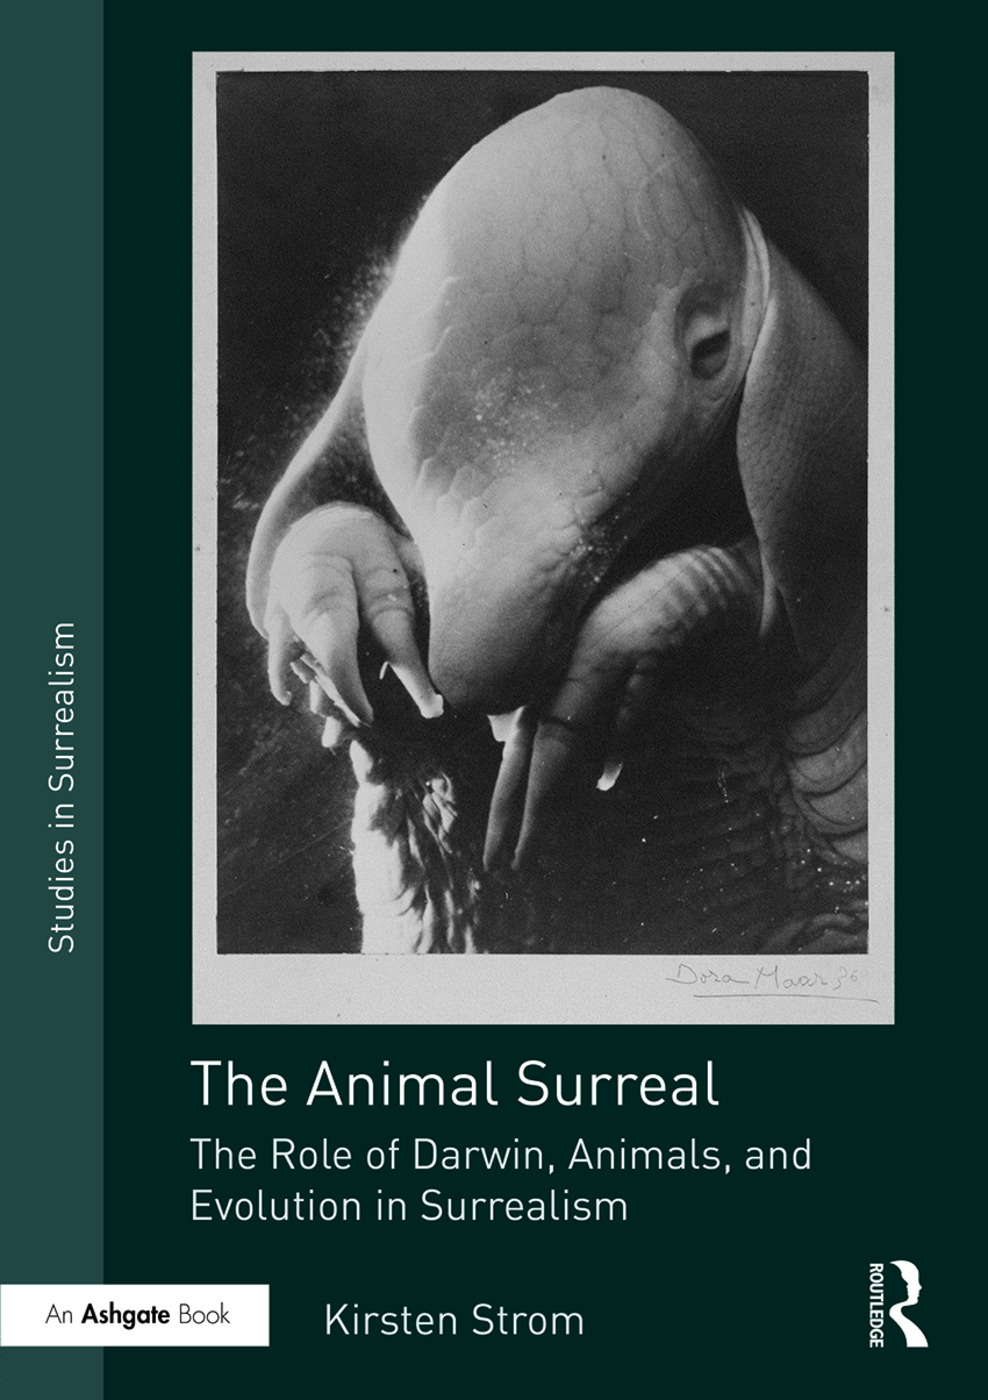 Studies in Surrealism
Dora Maar 36
The Animal Surreal
The Role of Darwin, Animals, and
Evolution in Surrealism
An Ashgate Book
Kirsten Strom
ROUTLEDGE